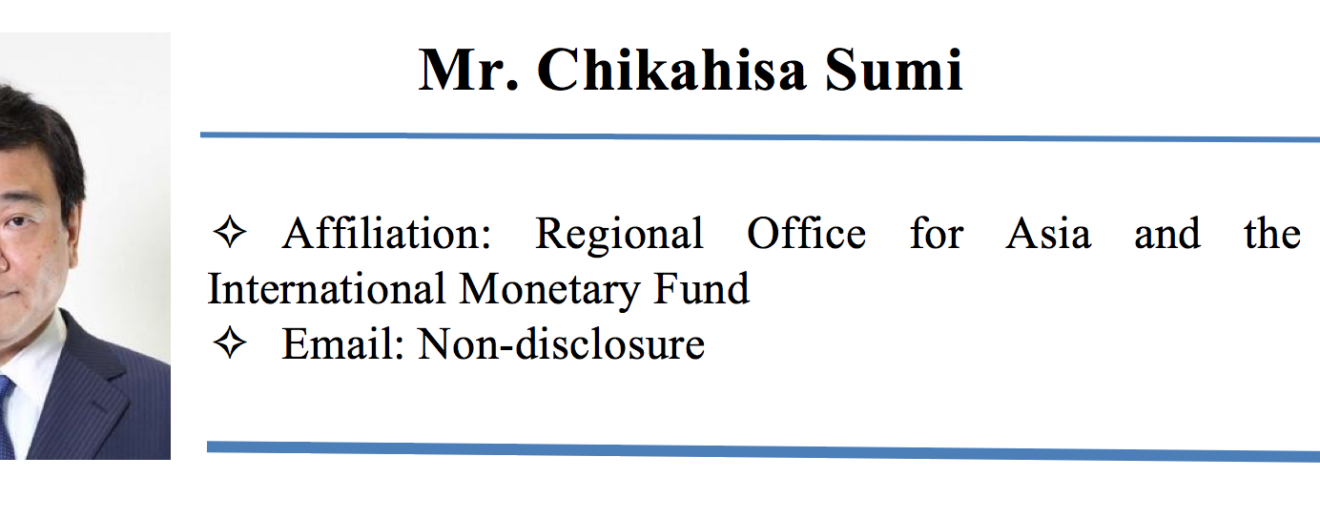 Mr. Chikahisa Sumi
✧ Affiliation: Regional Office for Asia and the
International Monetary Fund
✧ Email: Non-disclosure